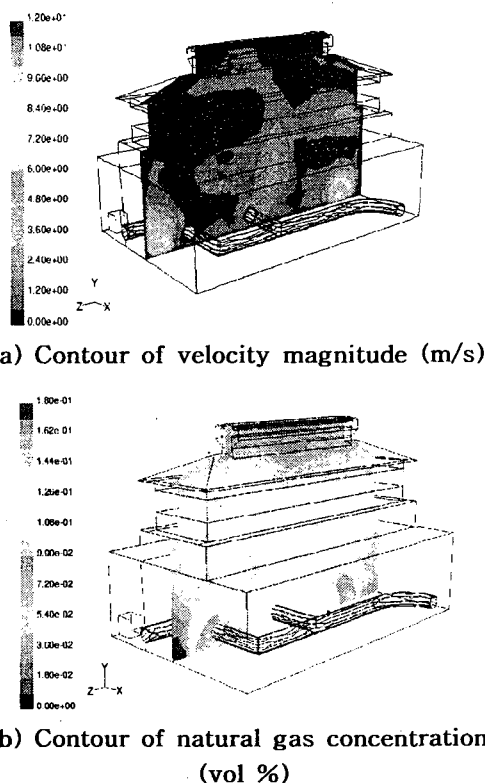 1.20e+0
1.08e+0
9.60e+00
8.40e+00
7.20e+00
6.00e+00
4.80e+00
3.60e+00
2.40e+00
1.20e+00
0.00e+00
Y
Z X
a) Contour of velocity magnitude (m/s)
1.80e-01
1.62e-01
1.44e-01
1.26e-01
1.08e-01
9.00e-02
7.20e-02
5.40e-02
3.60e-02
1.80e-02
0.00e+00
Y
Z X
b) Contour of natural gas concentration
(vol %)